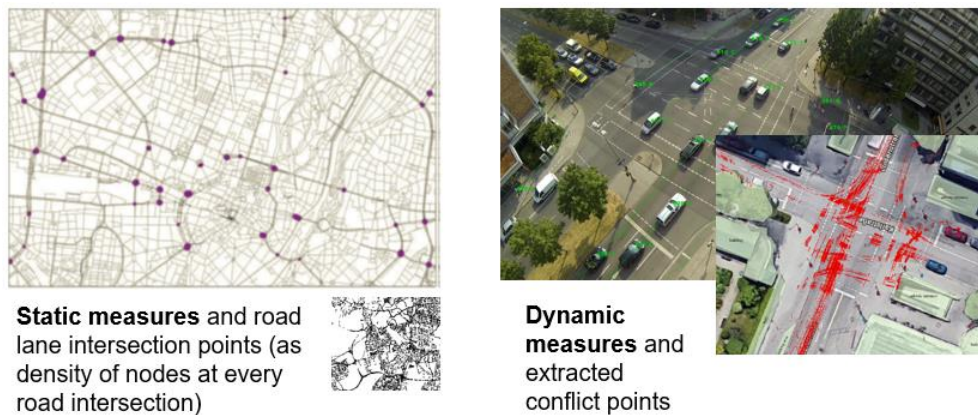 Static measures and road
lane intersection points (as
density of nodes at every
road intersection)
Dynamic
measures and
extracted
conflict points